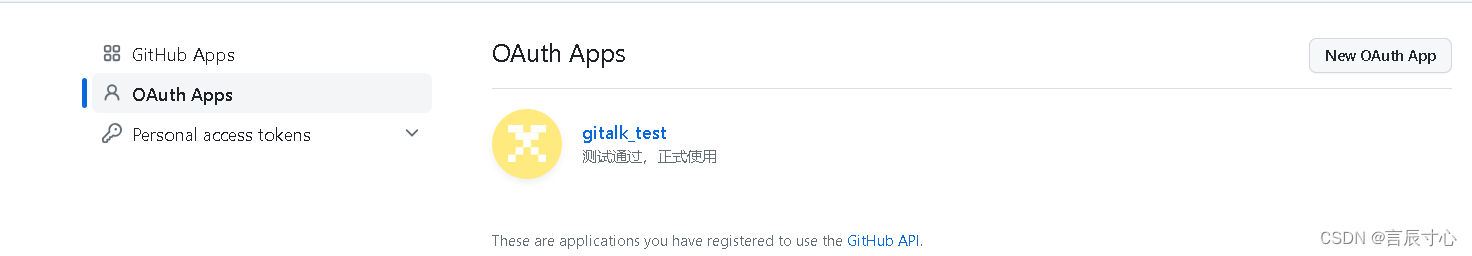 GitHub Apps
OAuth Apps
Personal access tokens
OAuth Apps
New OAuth App
gitalk_test
测试通过，正式使用
These are applications you have registered to use the GitHub API.
CSDN @言辰寸心